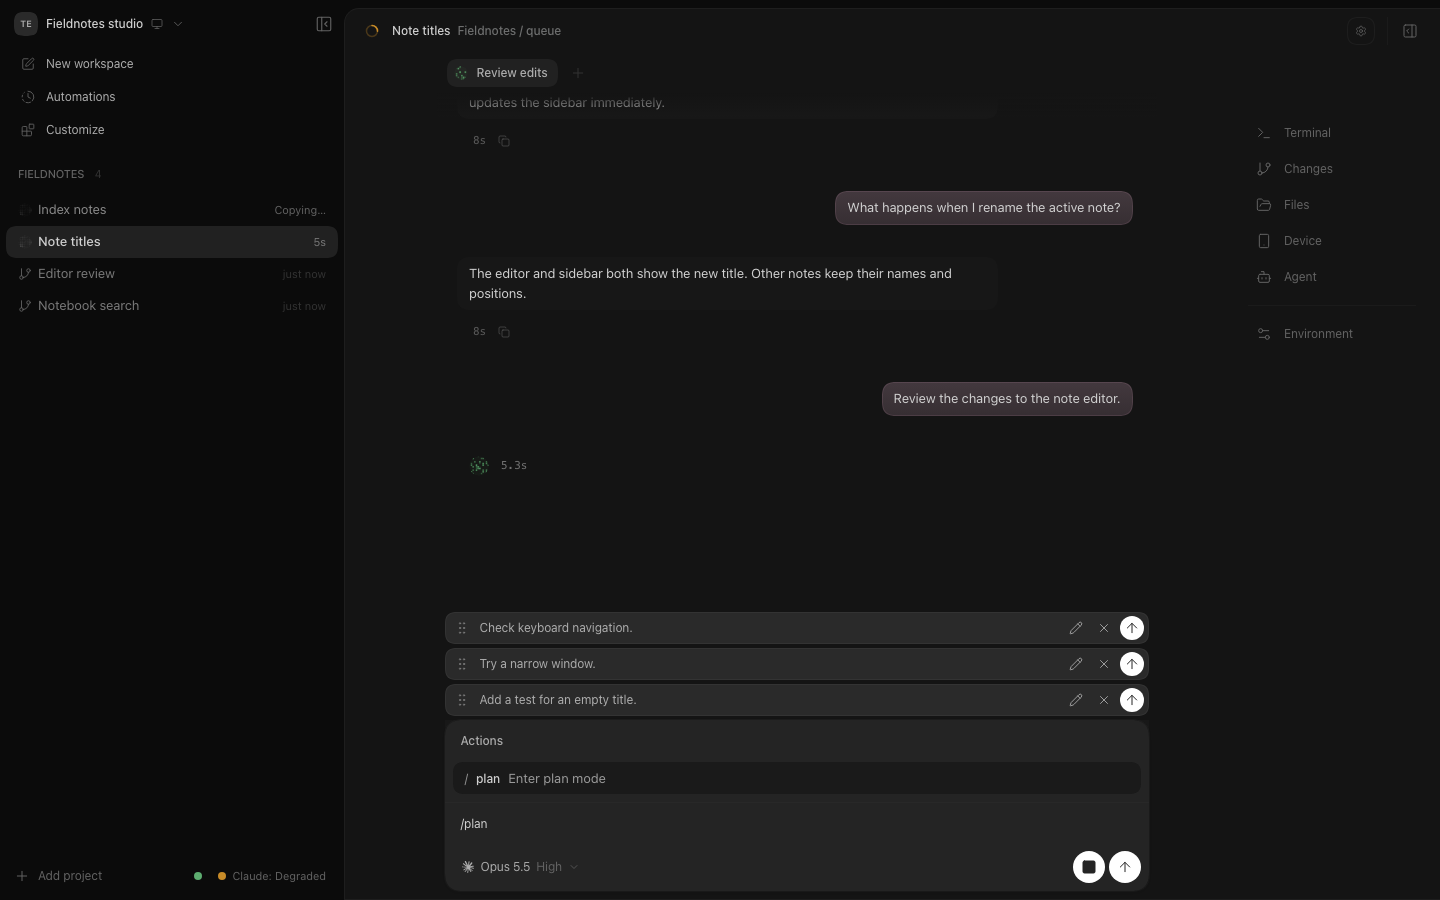 TE Fieldnotes studio
New workspace
Automations
Customize
FIELDNOTES 4
Index notes Copying...
Note titles 5s
Editor review just now
Notebook search just now
Add project Claude: Degraded
Note titles Fieldnotes / queue
Review edits
updates the sidebar immediately.
8s
What happens when I rename the active note?
The editor and sidebar both show the new title. Other notes keep their names and
positions.
8s
Review the changes to the note editor.
5.3s
Check keyboard navigation.
Try a narrow window.
Add a test for an empty title.
Actions
/ plan Enter plan mode
/plan
Opus 5.5 High
Terminal
Changes
Files
Device
Agent
Environment